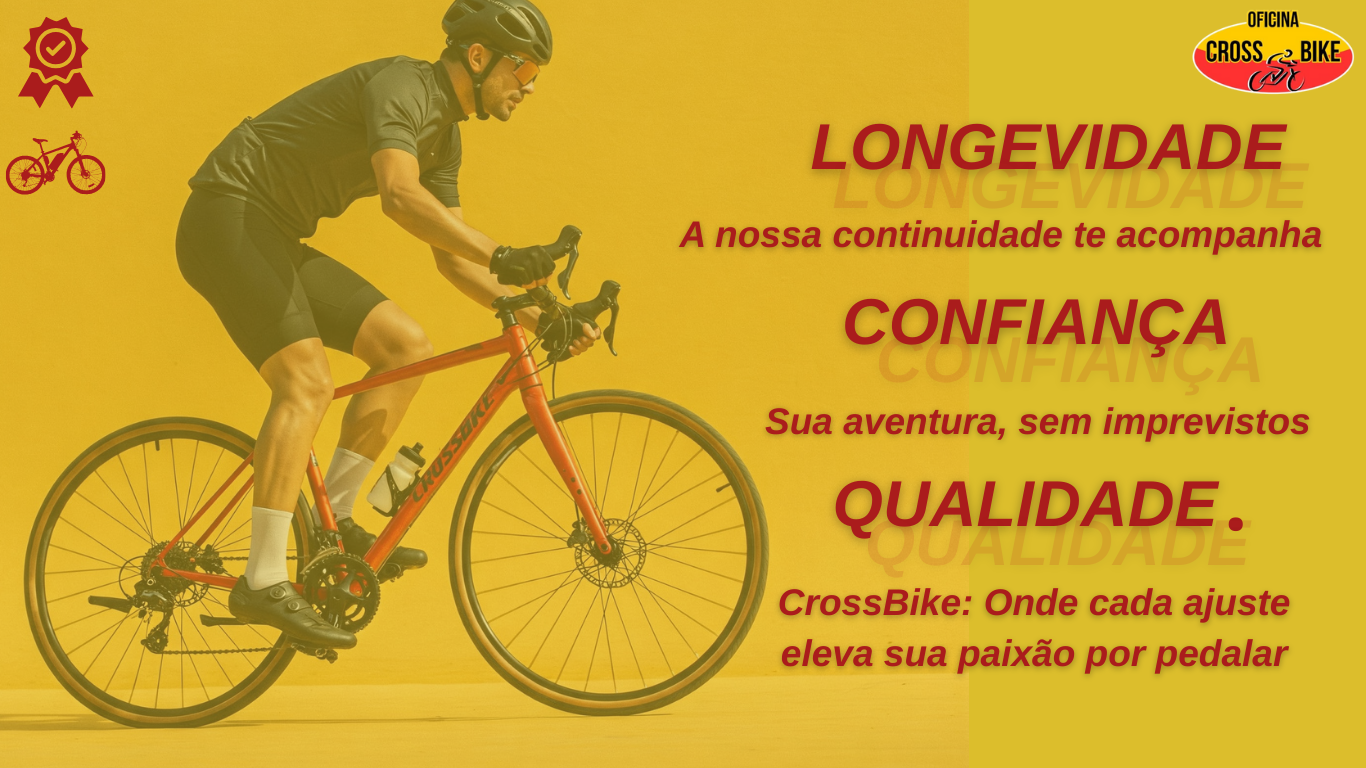 OFICINA
CROSS BIKE
LONGEVIDADE
LONGEVIDADE
A nossa continuidade te acompanha
CONFIANÇA
CONFIANÇA
Sua aventura, sem imprevistos
QUALIDADE.
QUALIDADE
CrossBike: Onde cada ajuste
eleva sua paixão por pedalar
CROSSBIKE